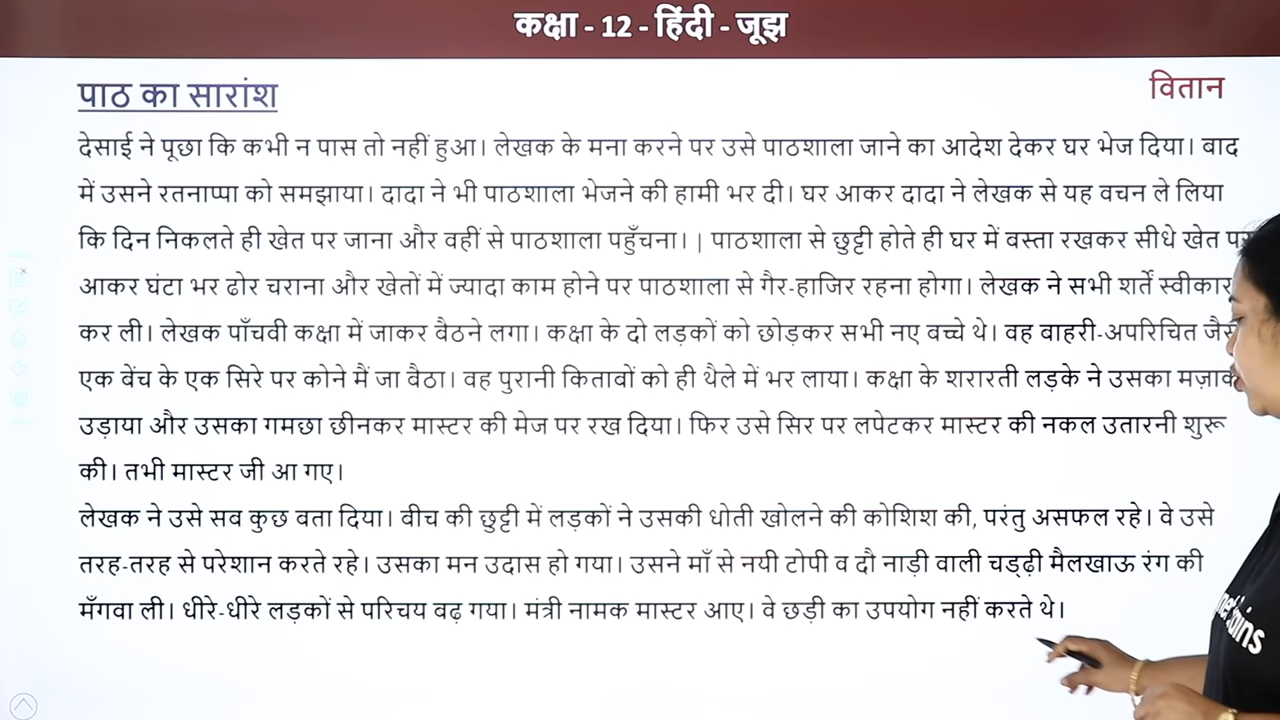 कक्षा - 12 - हिंदी - जूझ
पाठ का सारांश
वितान
देसाई ने पूछा कि कभी न पास तो नहीं हुआ। लेखक के मना करने पर उसे पाठशाला जाने का आदेश देकर घर भेज दिया। बाद
में उसने रतनाप्पा को समझाया। दादा ने भी पाठशाला भेजने की हामी भर दी। घर आकर दादा ने लेखक से यह वचन ले लिया
कि दिन निकलते ही खेत पर जाना और वहीं से पाठशाला पहुँचना। | पाठशाला से छुट्टी होते ही घर में बस्ता रखकर सीधे खेत पर
आकर घंटा भर ढोर चराना और खेतों में ज्यादा काम होने पर पाठशाला से गैर-हाजिर रहना होगा। लेखक ने सभी शर्तें स्वीकार
कर ली। लेखक पाँचवी कक्षा में जाकर बैठने लगा। कक्षा के दो लड़कों को छोड़कर सभी नए बच्चे थे। वह बाहरी-अपरिचित जैसे
एक बेंच के एक सिरे पर कोने मैं जा बैठा। वह पुरानी किताबों को ही थैले में भर लाया। कक्षा के शरारती लड़के ने उसका मज़ाक
उड़ाया और उसका गमछा छीनकर मास्टर की मेज पर रख दिया। फिर उसे सिर पर लपेटकर मास्टर की नकल उतारनी शुरू
की। तभी मास्टर जी आ गए।
लेखक ने उसे सब कुछ बता दिया। बीच की छुट्टी में लड़कों ने उसकी धोती खोलने की कोशिश की, परंतु असफल रहे। वे उसे
तरह-तरह से परेशान करते रहे। उसका मन उदास हो गया। उसने माँ से नयी टोपी व दौ नाड़ी वाली चड्ढ़ी मैलखाऊ रंग की
मँगवा ली। धीरे-धीरे लड़कों से परिचय बढ़ गया। मंत्री नामक मास्टर आए। वे छड़ी का उपयोग नहीं करते थे।